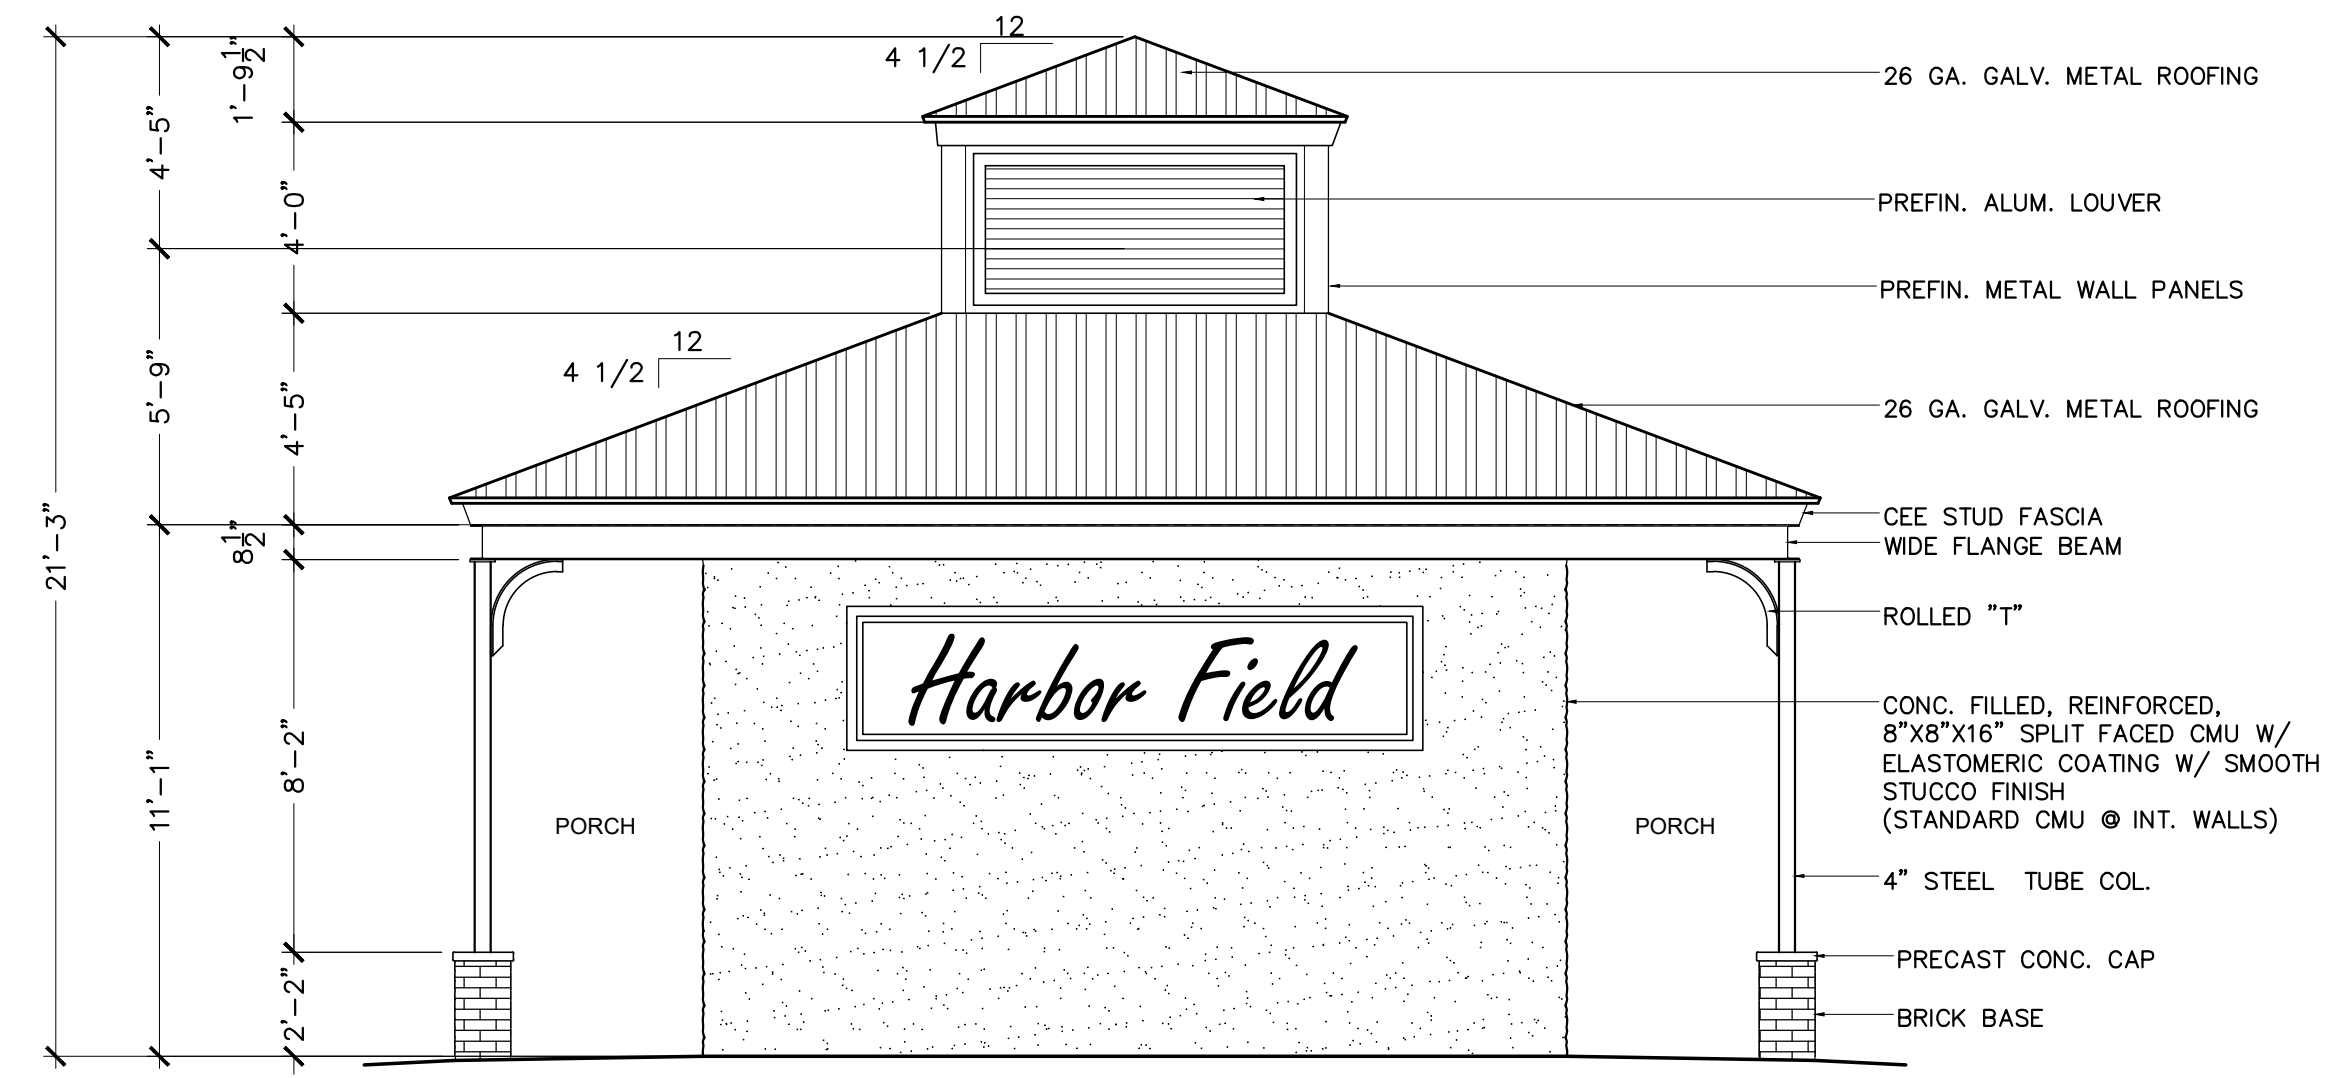 12
4 1/2
26 GA. GALV. METAL ROOFING
1'-9 1/2"
4'-5"
PREFIN. ALUM. LOUVER
4'-0"
PREFIN. METAL WALL PANELS
12
4 1/2
5'-9"
4'-5"
26 GA. GALV. METAL ROOFING
21'-3"
8 1/2"
CEE STUD FASCIA
WIDE FLANGE BEAM
ROLLED "T"
Harbor Field
CONC. FILLED, REINFORCED,
8"X8"X16" SPLIT FACED CMU W/
ELASTOMERIC COATING W/ SMOOTH
STUCCO FINISH
(STANDARD CMU @ INT. WALLS)
11'-1"
8'-2"
PORCH
PORCH
4" STEEL TUBE COL.
PRECAST CONC. CAP
2'-2"
BRICK BASE